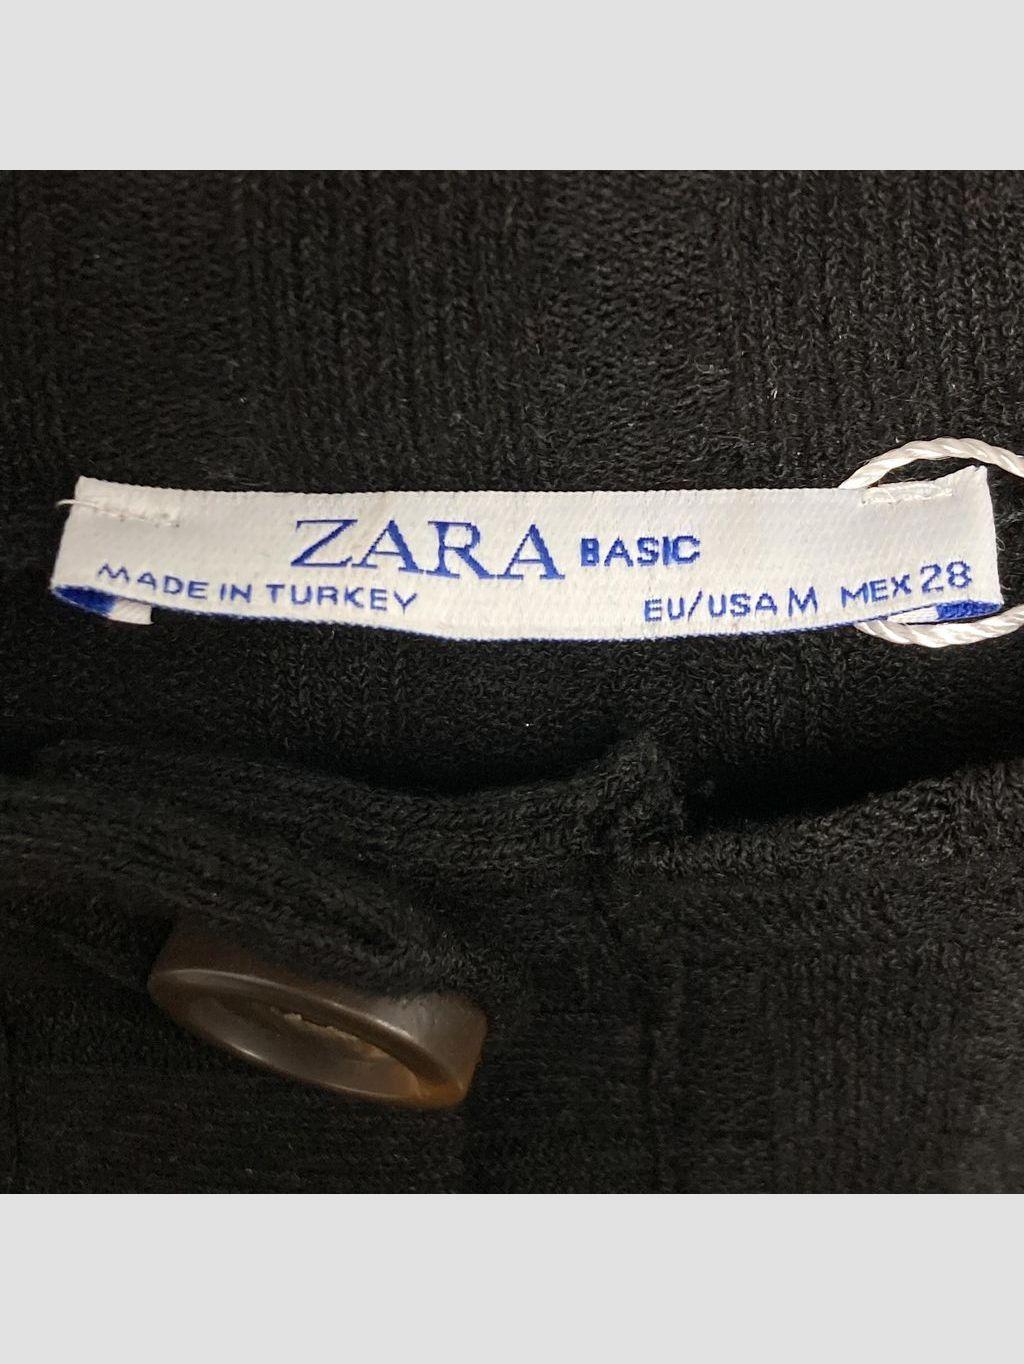 ZARA BASIC
MADE IN TURKEY
EU/USA M MEX 28